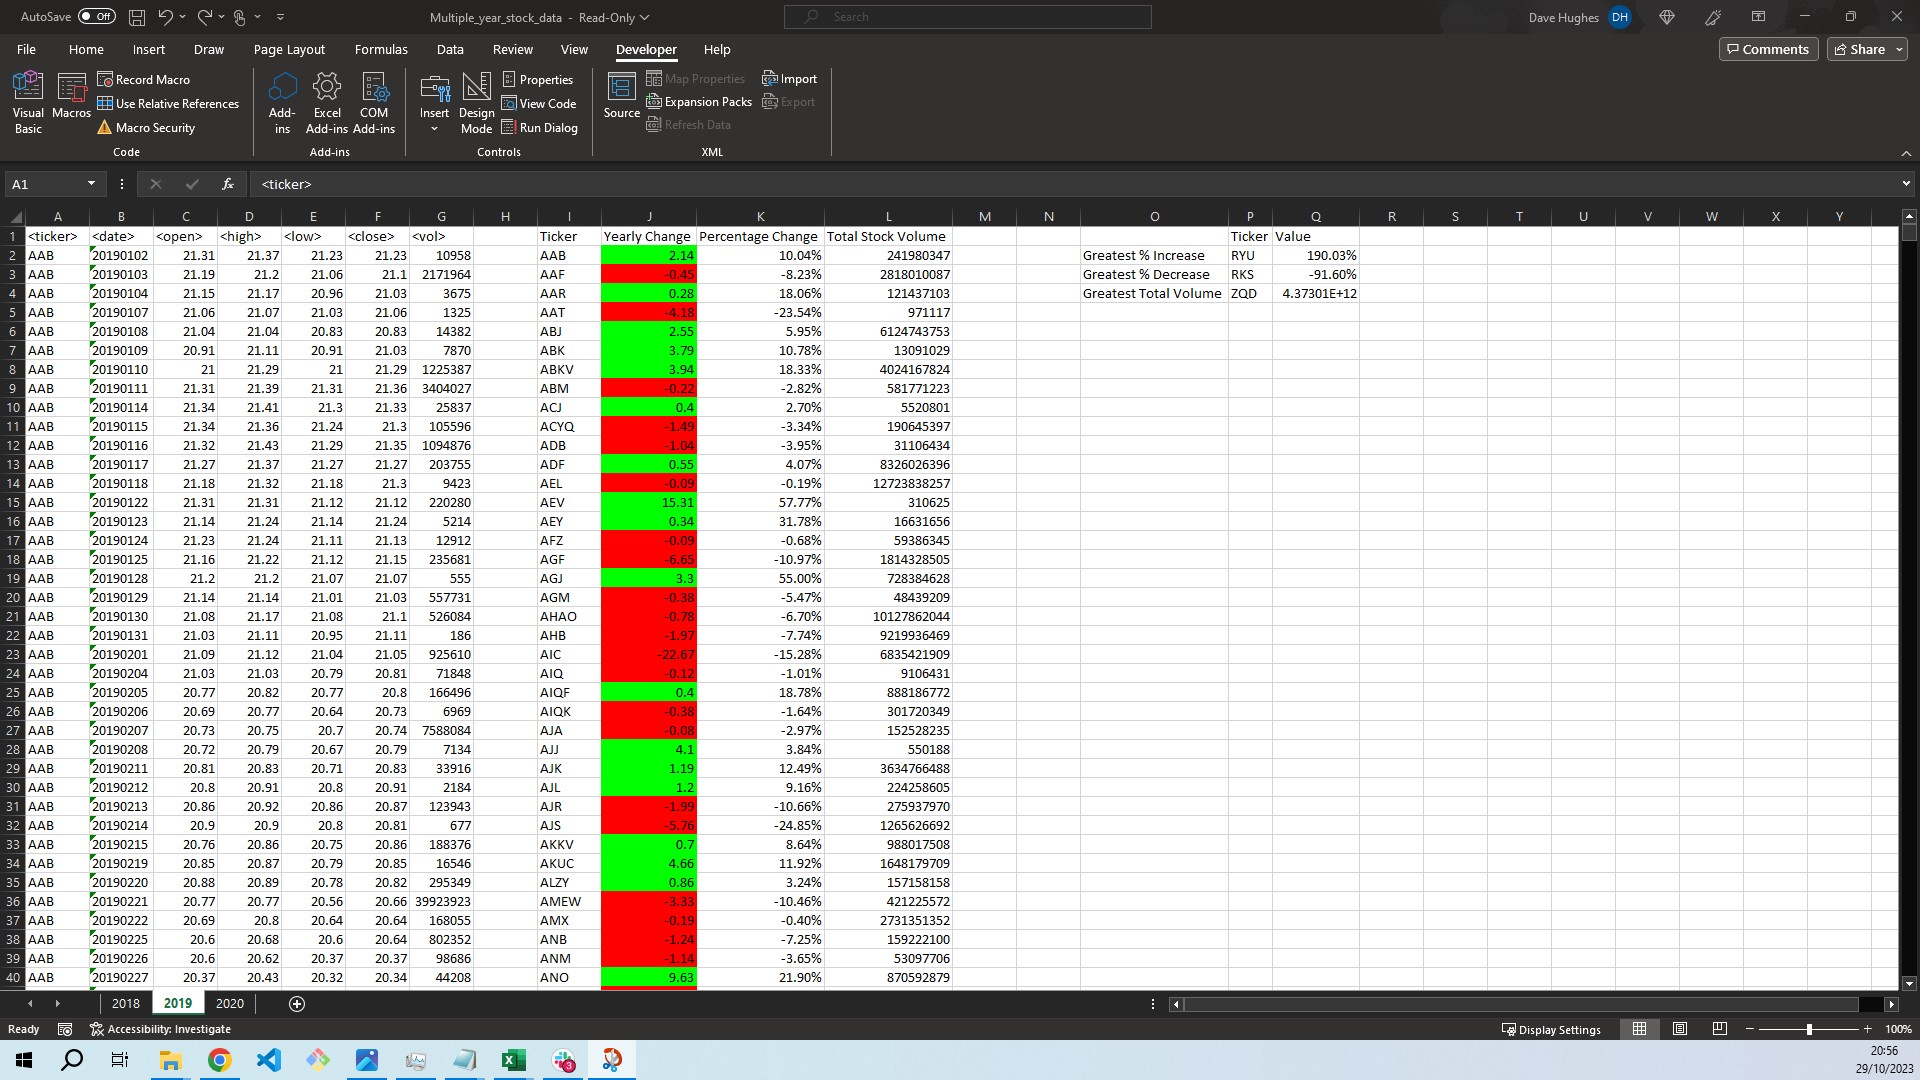 AutoSave Off Multiple_year_stock_data - Read-Only Search Dave Hughes DH
File Home Insert Draw Page Layout Formulas Data Review View Developer Help Comments Share
Visual Basic
Macros
Record Macro
Use Relative References
Macro Security
Code
Add-ins
Excel Add-ins
COM Add-ins
Add-ins
Insert
Design Mode
Properties
View Code
Run Dialog
Controls
Source
Map Properties
Expansion Packs
Refresh Data
Import
Export
XML
A1 fx <ticker>
A B C D E F G H I J K L M N O P Q R S T U V W X Y
1 <ticker> <date> <open> <high> <low> <close> <vol> Ticker Yearly Change Percentage Change Total Stock Volume Ticker Value
2 AAB 20190102 21.31 21.37 21.23 21.23 10958 AAB 2.14 10.04% 241980347 Greatest % Increase RYU 190.03%
3 AAB 20190103 21.19 21.2 21.06 21.1 2171964 AAF -0.45 -8.23% 2818010087 Greatest % Decrease RKS -91.60%
4 AAB 20190104 21.15 21.17 20.96 21.03 3675 AAR 0.28 18.06% 121437103 Greatest Total Volume ZQD 4.37301E+12
5 AAB 20190107 21.06 21.07 21.03 21.06 1325 AAT -4.18 -23.54% 971117
6 AAB 20190108 21.04 21.04 20.83 20.83 14382 ABJ 2.55 5.95% 6124743753
7 AAB 20190109 20.91 21.11 20.91 21.03 7870 ABK 3.79 10.78% 13091029
8 AAB 20190110 21 21.29 21 21.29 1225387 ABKV 3.94 18.33% 4024167824
9 AAB 20190111 21.31 21.39 21.31 21.36 3404027 ABM -0.22 -2.82% 581771223
10 AAB 20190114 21.34 21.41 21.3 21.33 25837 ACJ 0.4 2.70% 5520801
11 AAB 20190115 21.34 21.36 21.24 21.3 105596 ACYQ -1.49 -3.34% 190645397
12 AAB 20190116 21.32 21.43 21.29 21.35 1094876 ADB -1.04 -3.95% 31106434
13 AAB 20190117 21.27 21.37 21.27 21.27 203755 ADF 0.55 4.07% 8326026396
14 AAB 20190118 21.18 21.32 21.18 21.3 9423 AEL -0.09 -0.19% 12723838257
15 AAB 20190122 21.31 21.31 21.12 21.12 220280 AEV 15.31 57.77% 310625
16 AAB 20190123 21.14 21.24 21.14 21.24 5214 AEY 0.34 31.78% 16631656
17 AAB 20190124 21.23 21.24 21.11 21.13 12912 AFZ -0.09 -0.68% 59386345
18 AAB 20190125 21.16 21.22 21.12 21.15 235681 AGF -6.65 -10.97% 1814328505
19 AAB 20190128 21.2 21.2 21.07 21.07 555 AGJ 3.3 55.00% 728384628
20 AAB 20190129 21.14 21.14 21.01 21.03 557731 AGM -0.38 -5.47% 48439209
21 AAB 20190130 21.08 21.17 21.08 21.1 526084 AHAO -0.78 -6.70% 10127862044
22 AAB 20190131 21.03 21.11 20.95 21.11 186 AHB -1.97 -7.74% 9219936469
23 AAB 20190201 21.09 21.12 21.04 21.05 925610 AIC -22.67 -15.28% 6835421909
24 AAB 20190204 21.03 21.03 20.79 20.81 71848 AIQ -0.12 -1.01% 9106431
25 AAB 20190205 20.77 20.82 20.77 20.8 166496 AIQF 0.4 18.78% 888186772
26 AAB 20190206 20.69 20.77 20.64 20.73 6969 AIQK -0.38 -1.64% 301720349
27 AAB 20190207 20.73 20.75 20.7 20.74 7588084 AJA -0.08 -2.97% 152528235
28 AAB 20190208 20.72 20.79 20.67 20.79 7134 AJJ 4.1 3.84% 550188
29 AAB 20190211 20.81 20.83 20.71 20.83 33916 AJK 1.19 12.49% 3634766488
30 AAB 20190212 20.8 20.91 20.8 20.91 2184 AJL 1.2 9.16% 224258605
31 AAB 20190213 20.86 20.92 20.86 20.87 123943 AJR -1.99 -10.66% 275937970
32 AAB 20190214 20.9 20.9 20.8 20.81 677 AJS -5.76 -24.85% 1265626692
33 AAB 20190215 20.76 20.86 20.75 20.86 188376 AKKV 0.7 8.64% 988017508
34 AAB 20190219 20.85 20.87 20.79 20.85 16546 AKUC 4.66 11.92% 1648179709
35 AAB 20190220 20.88 20.89 20.78 20.82 295349 ALZY 0.86 3.24% 157158158
36 AAB 20190221 20.77 20.77 20.56 20.66 39923923 AMEW -3.33 -10.46% 421225572
37 AAB 20190222 20.69 20.8 20.64 20.64 168055 AMX -0.19 -0.40% 2731351352
38 AAB 20190225 20.6 20.68 20.6 20.64 802352 ANB -1.24 -7.25% 159222100
39 AAB 20190226 20.6 20.62 20.37 20.37 98686 ANM -1.14 -3.65% 53097706
40 AAB 20190227 20.37 20.43 20.32 20.34 44208 ANO 9.63 21.90% 870592879
2018 2019 2020
Ready Accessibility: Investigate Display Settings 100%
3
20:56
29/10/2023